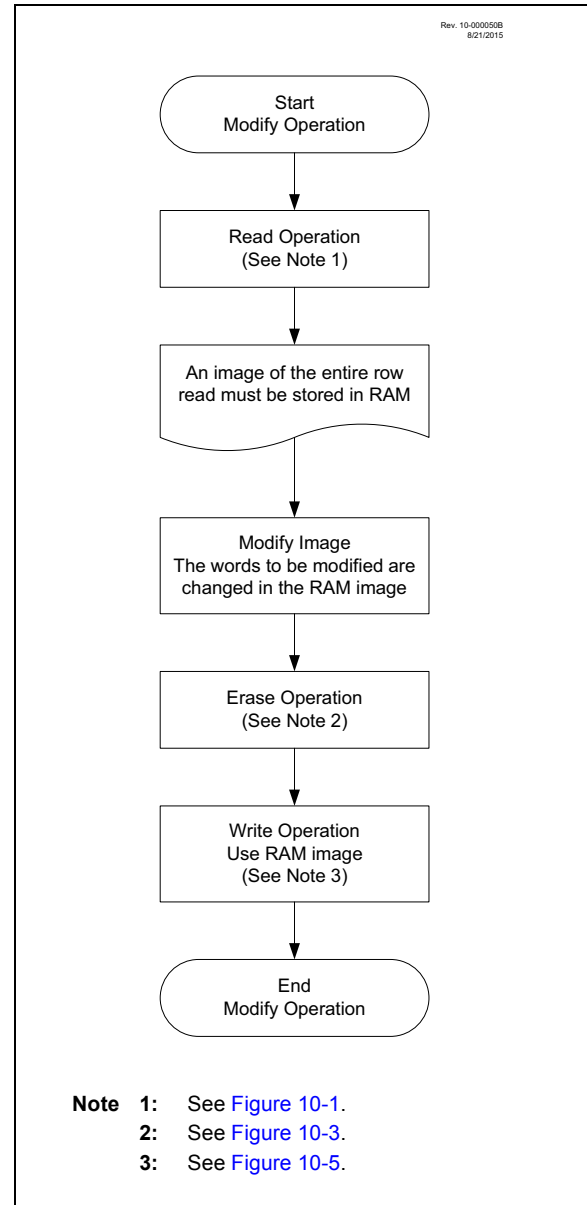 Rev. 10-000050B
8/21/2015
Start
Modify Operation
Read Operation
(See Note 1)
An image of the entire row
read must be stored in RAM
Modify Image
The words to be modified are
changed in the RAM image
Erase Operation
(See Note 2)
Write Operation
Use RAM image
(See Note 3)
End
Modify Operation
Note 1: See Figure 10-1.
2: See Figure 10-3.
3: See Figure 10-5.